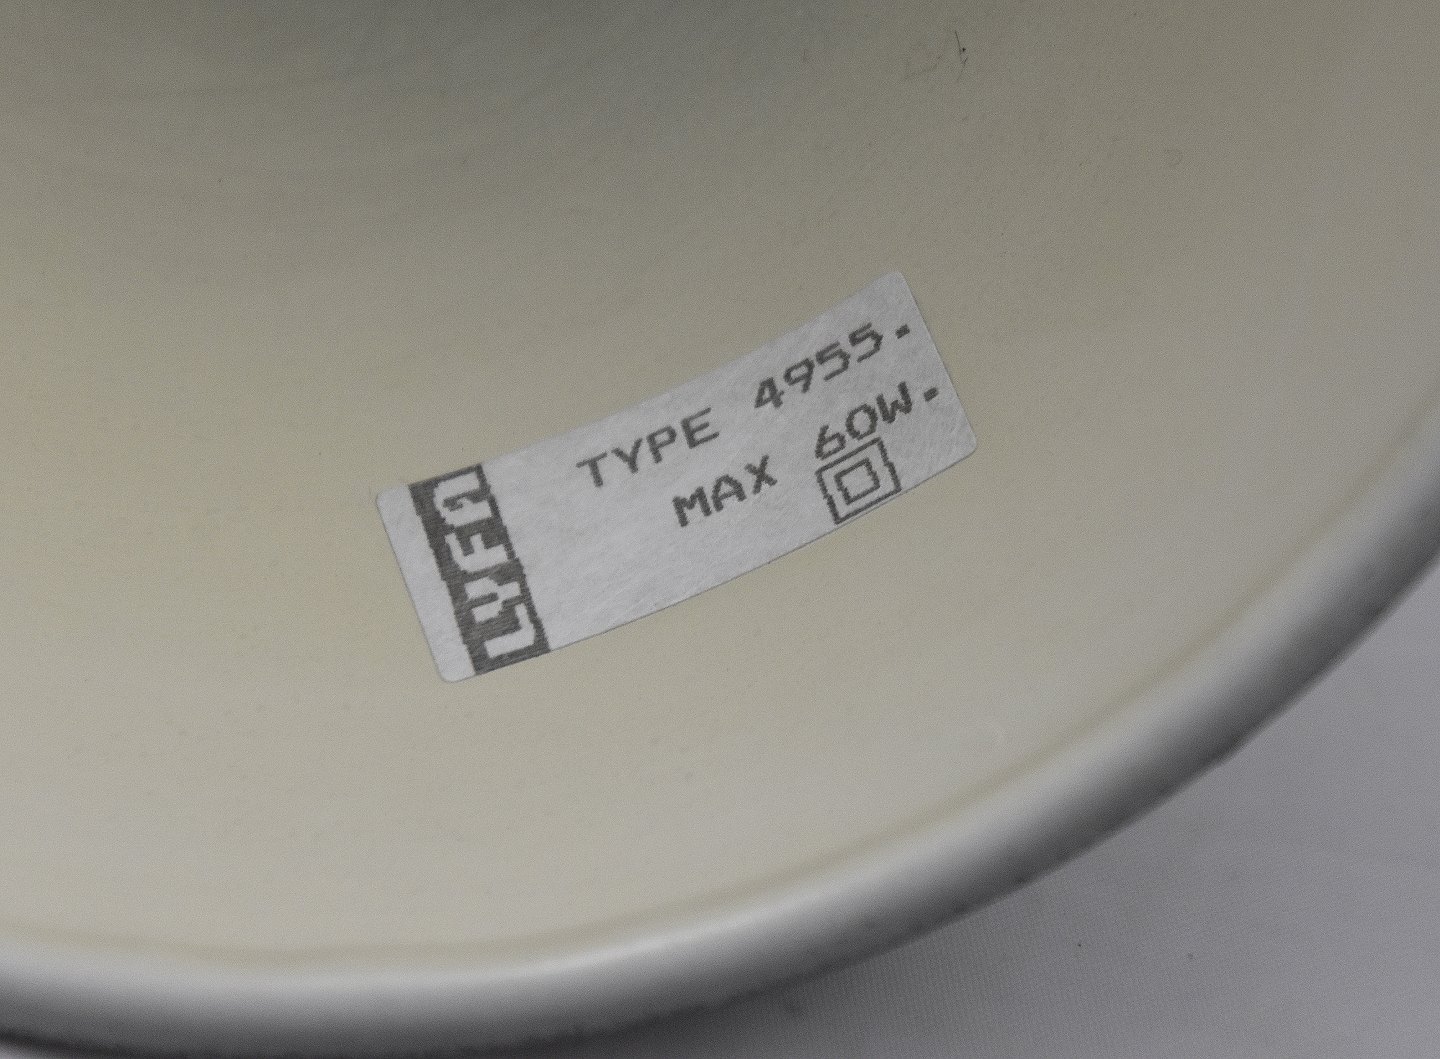 LYFA
TYPE 4955.
MAX 60W.